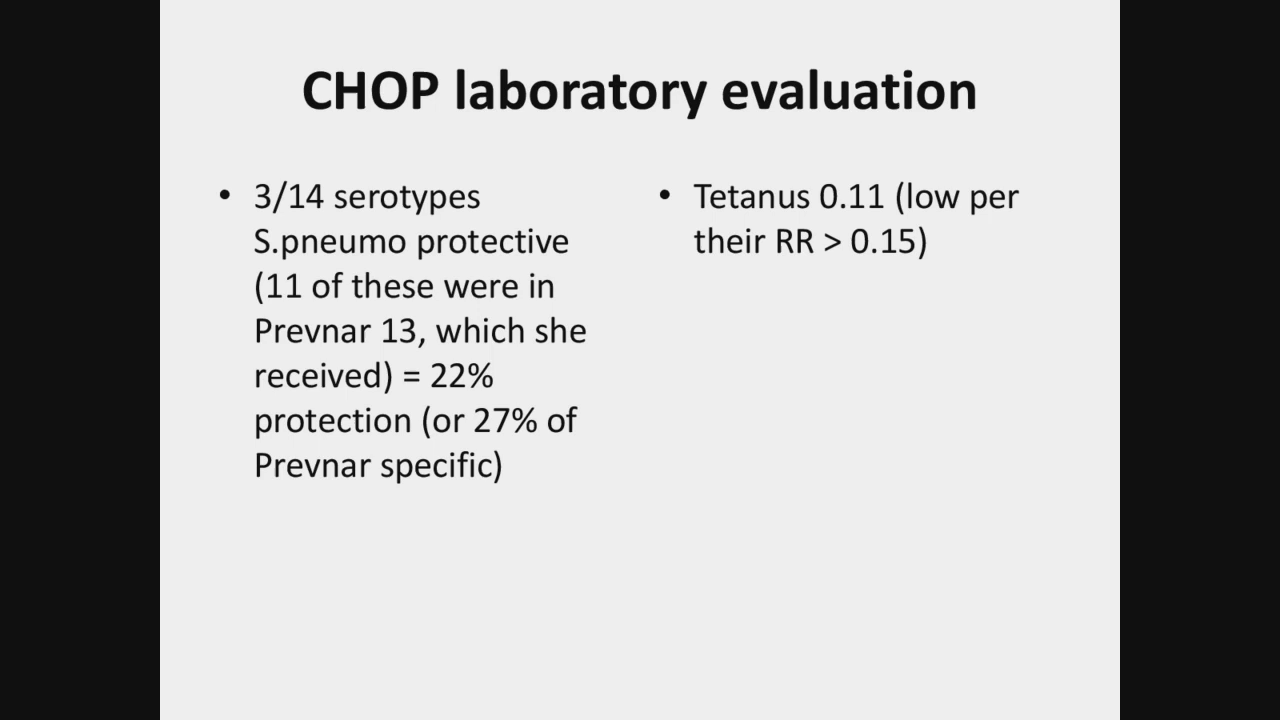 CHOP laboratory evaluation
• 3/14 serotypes
S.pneumo protective
(11 of these were in
Prevnar 13, which she
received) = 22%
protection (or 27% of
Prevnar specific)
• Tetanus 0.11 (low per
their RR > 0.15)